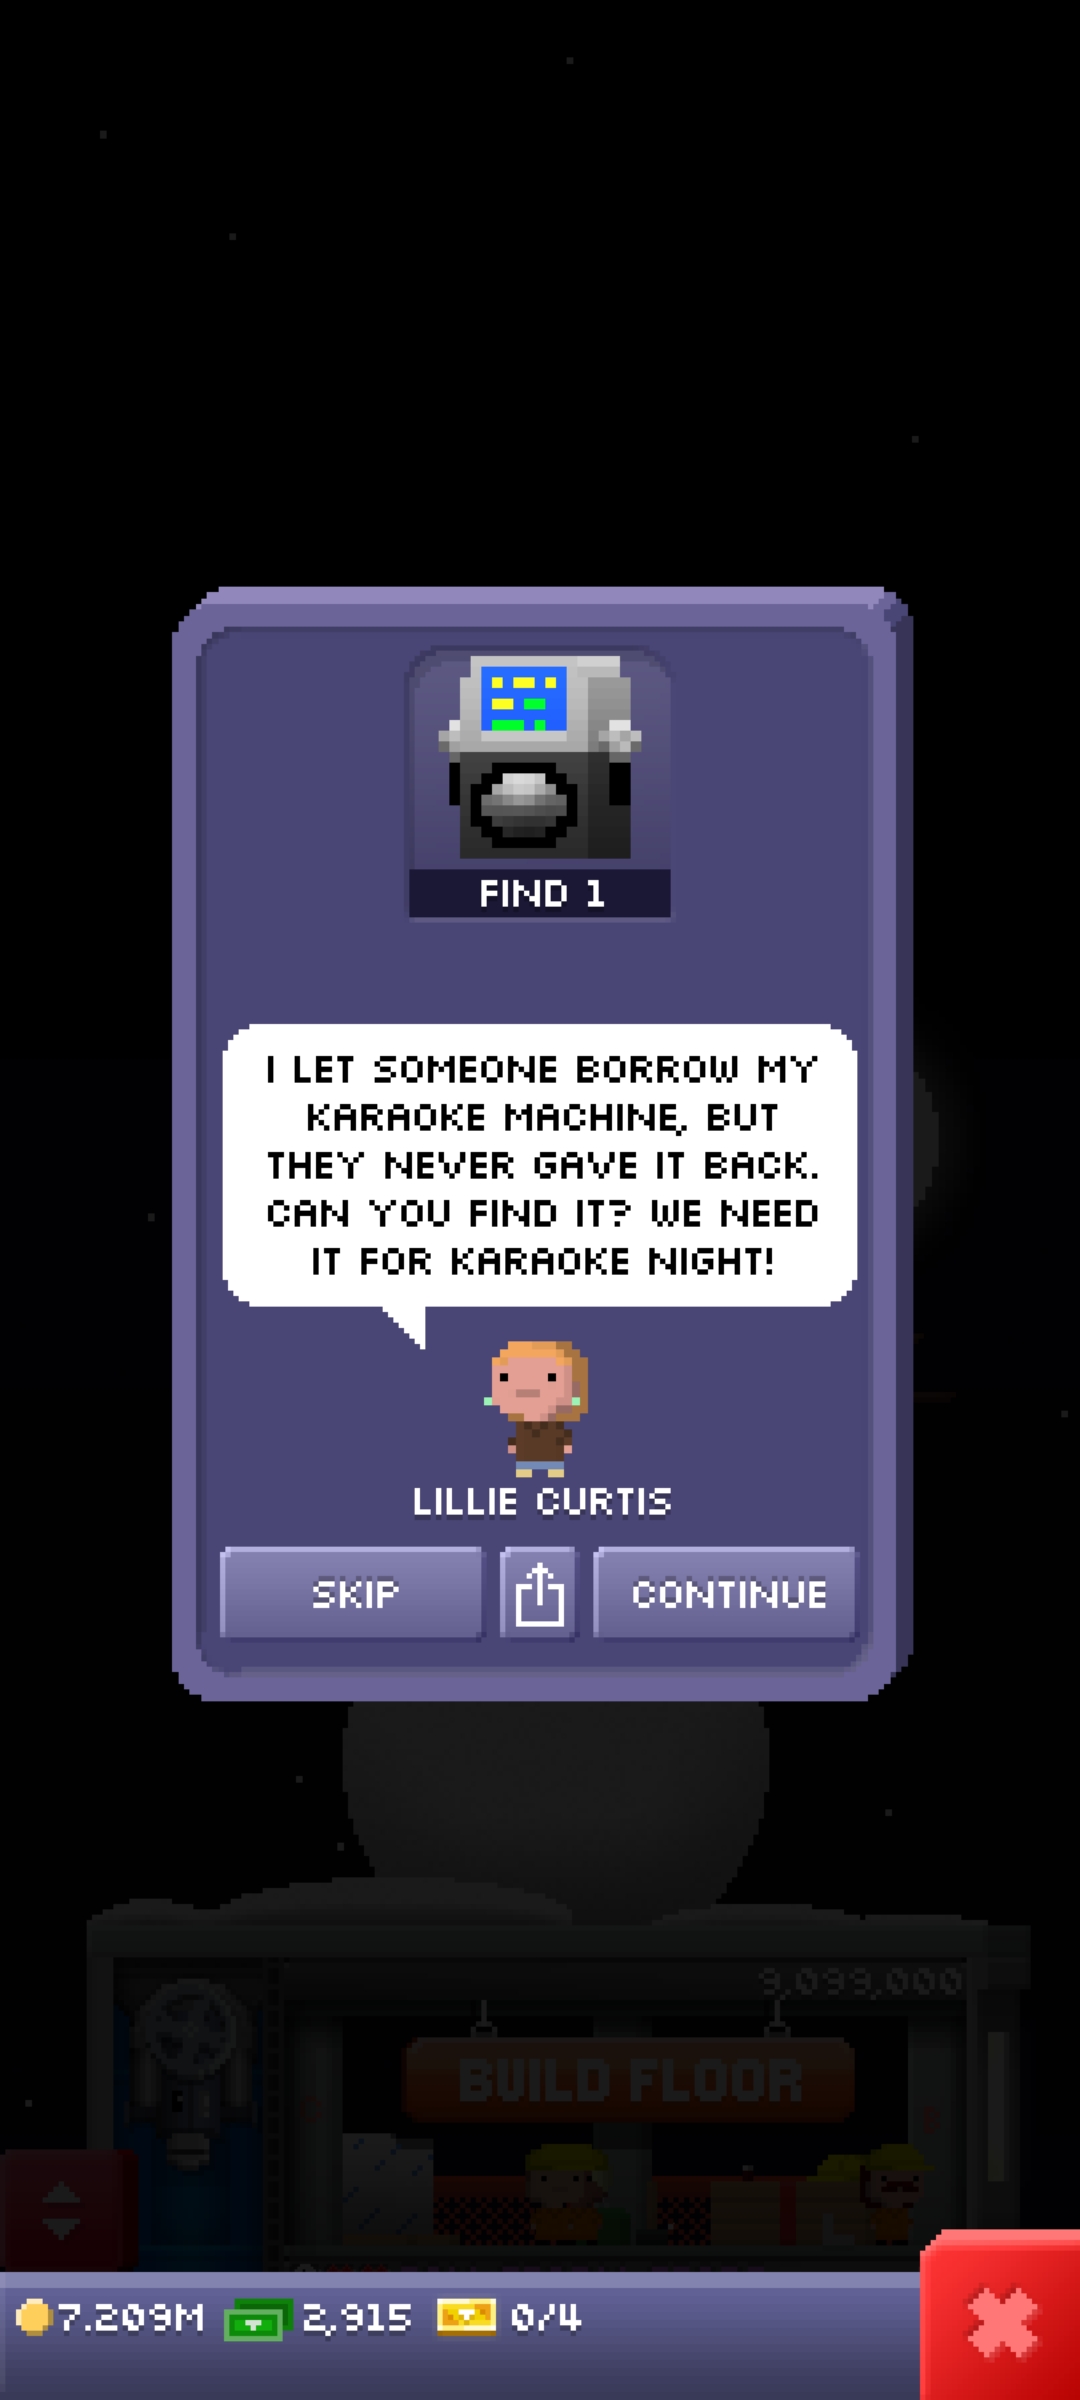 FIND 1
I LET SOMEONE BORROW MY
KARAOKE MACHINE, BUT
THEY NEVER GAVE IT BACK.
CAN YOU FIND IT? WE NEED
IT FOR KARAOKE NIGHT!
LILLIE CURTIS
SKIP
CONTINUE
9,099,000
BUILD FLOOR
7.209M
2,915
0/4